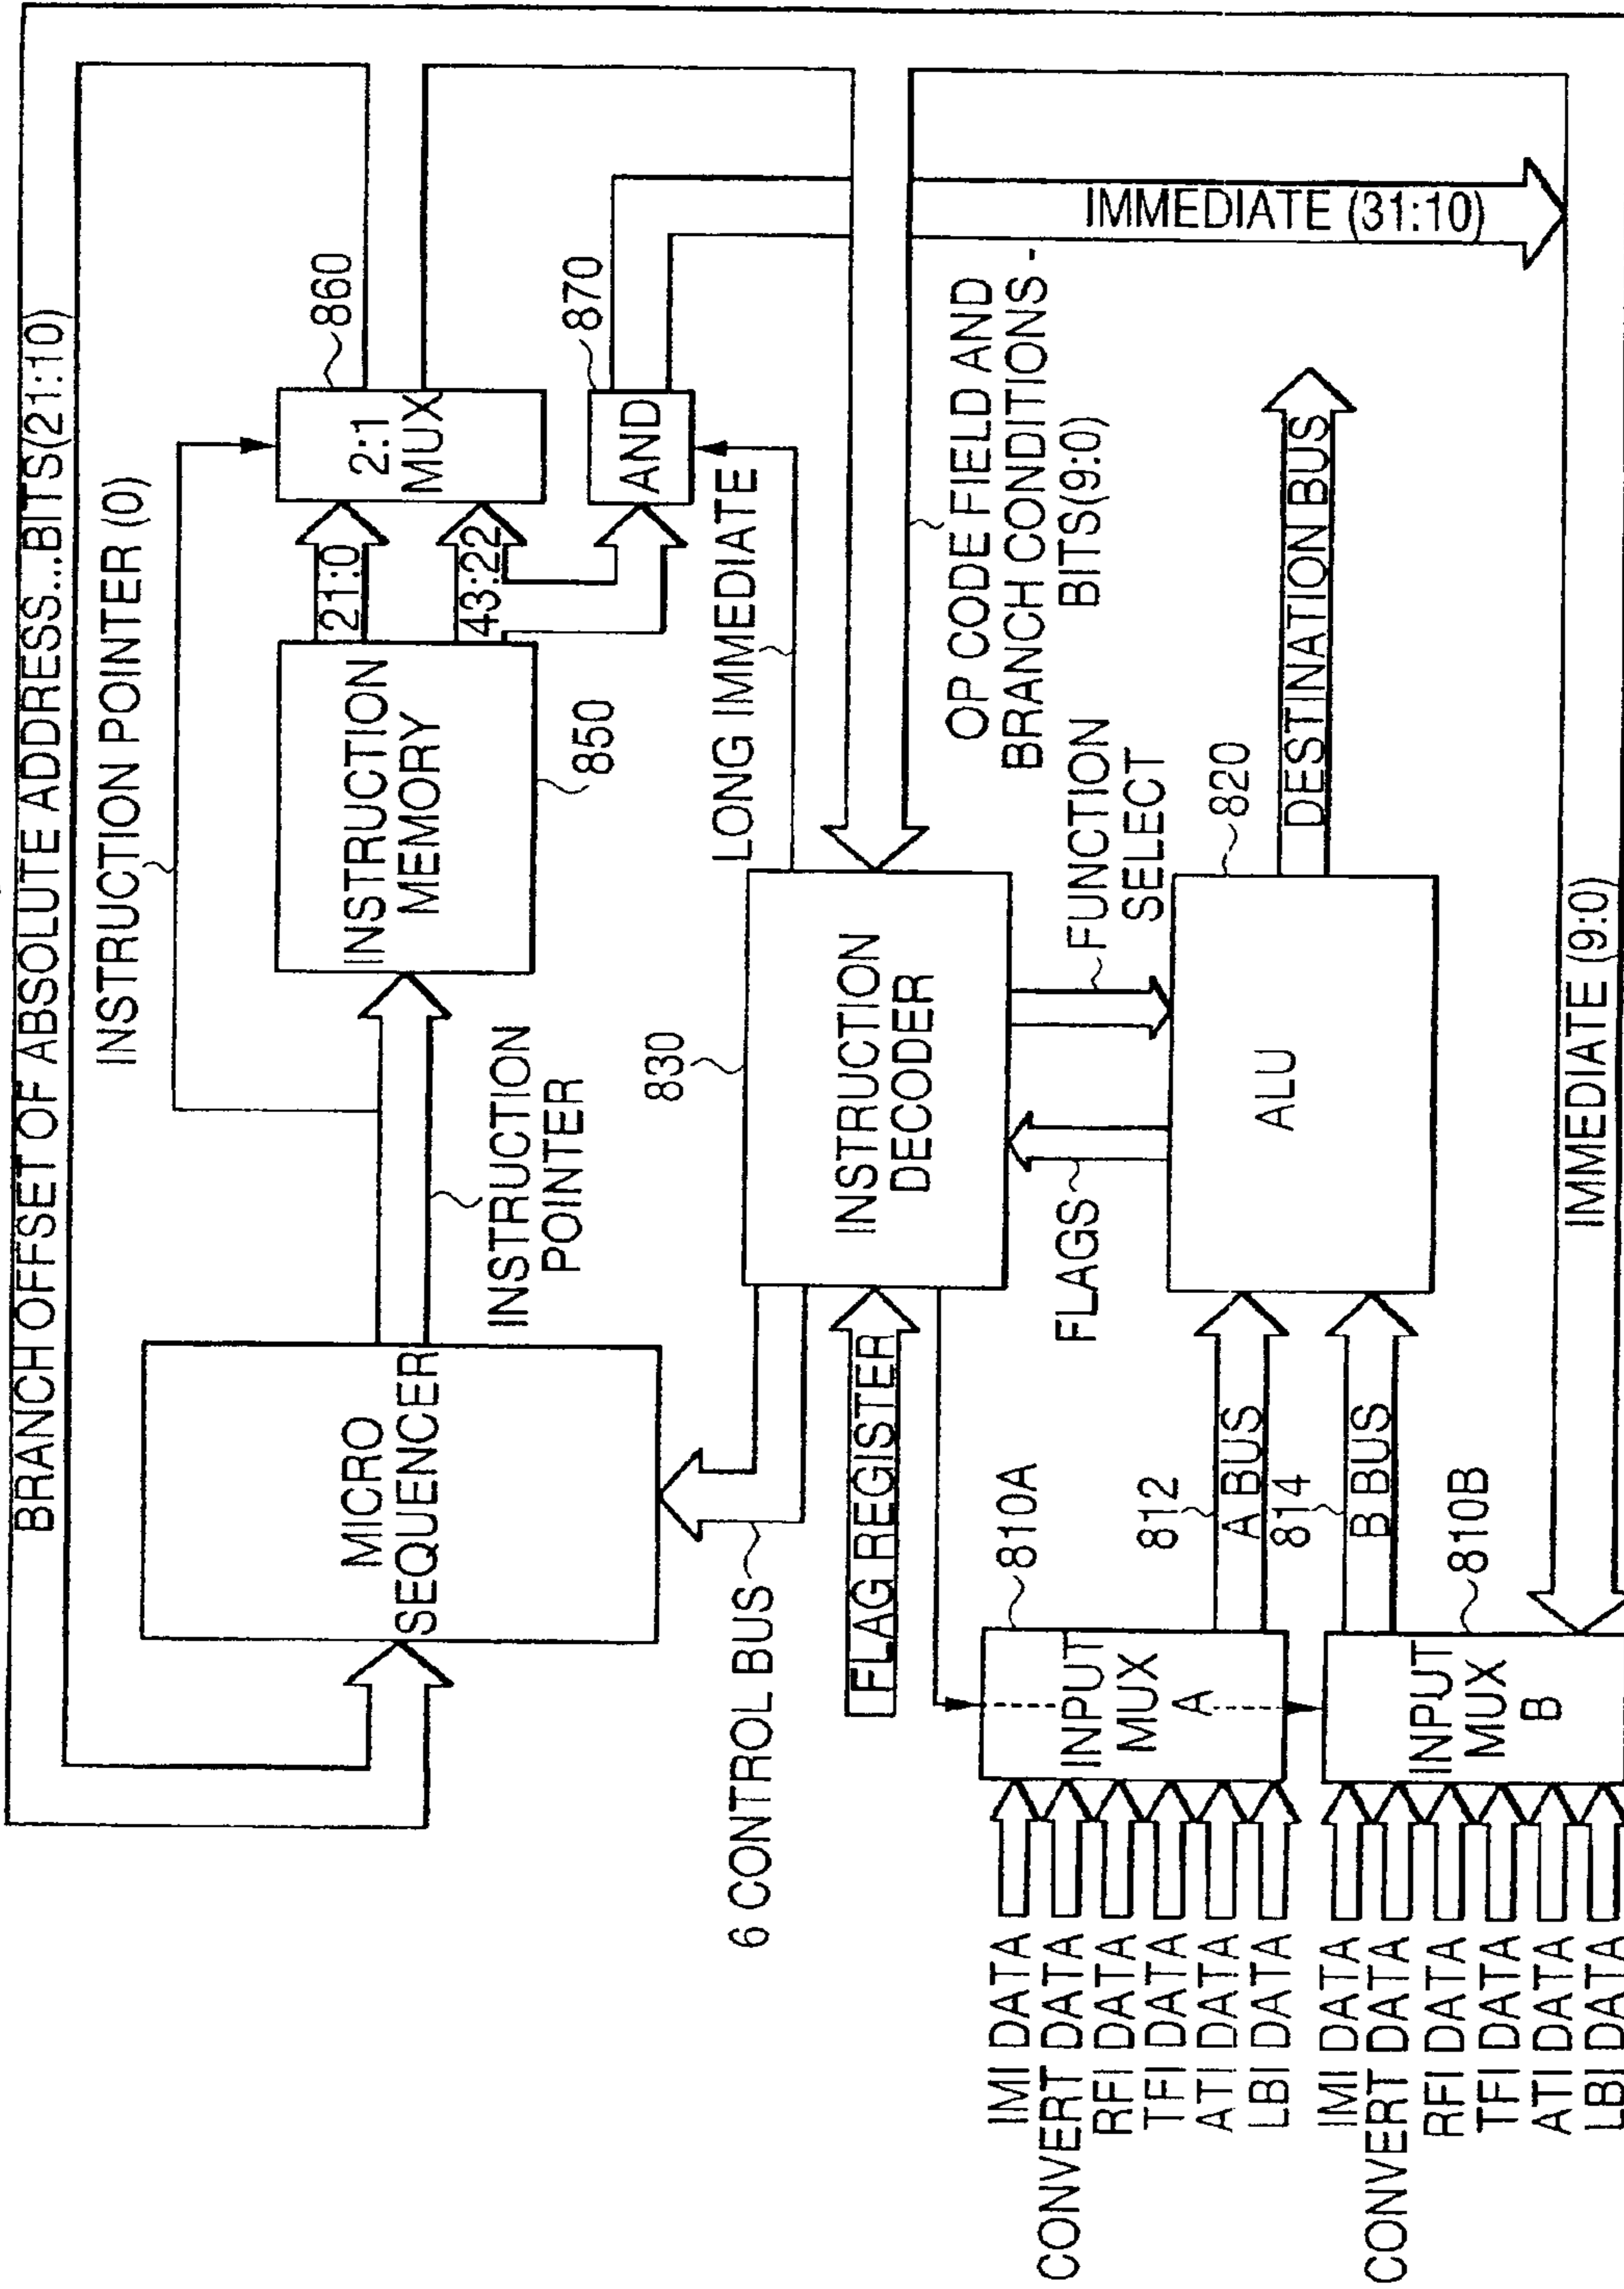 BRANCH OFFSET OF ABSOLUTE ADDRESS...BITS(21:10)
INSTRUCTION POINTER (0)
MICRO
SEQUENCER
INSTRUCTION
POINTER
INSTRUCTION
MEMORY
850
21:0
43:22
2:1
MUX
860
AND
870
LONG IMMEDIATE
6 CONTROL BUS
830
FLAG REGISTER
INSTRUCTION
DECODER
OP CODE FIELD AND
BRANCH CONDITIONS -
BITS(9:0)
IMMEDIATE (31:10)
FLAGS
FUNCTION
SELECT
IMI DATA
CONVERT DATA
RFI DATA
TFI DATA
ATI DATA
LBI DATA
INPUT
MUX
A
810A
812
A BUS
814
B BUS
ALU
820
DESTINATION BUS
IMI DATA
CONVERT DATA
RFI DATA
TFI DATA
ATI DATA
LBI DATA
INPUT
MUX
B
810B
IMMEDIATE (9:0)